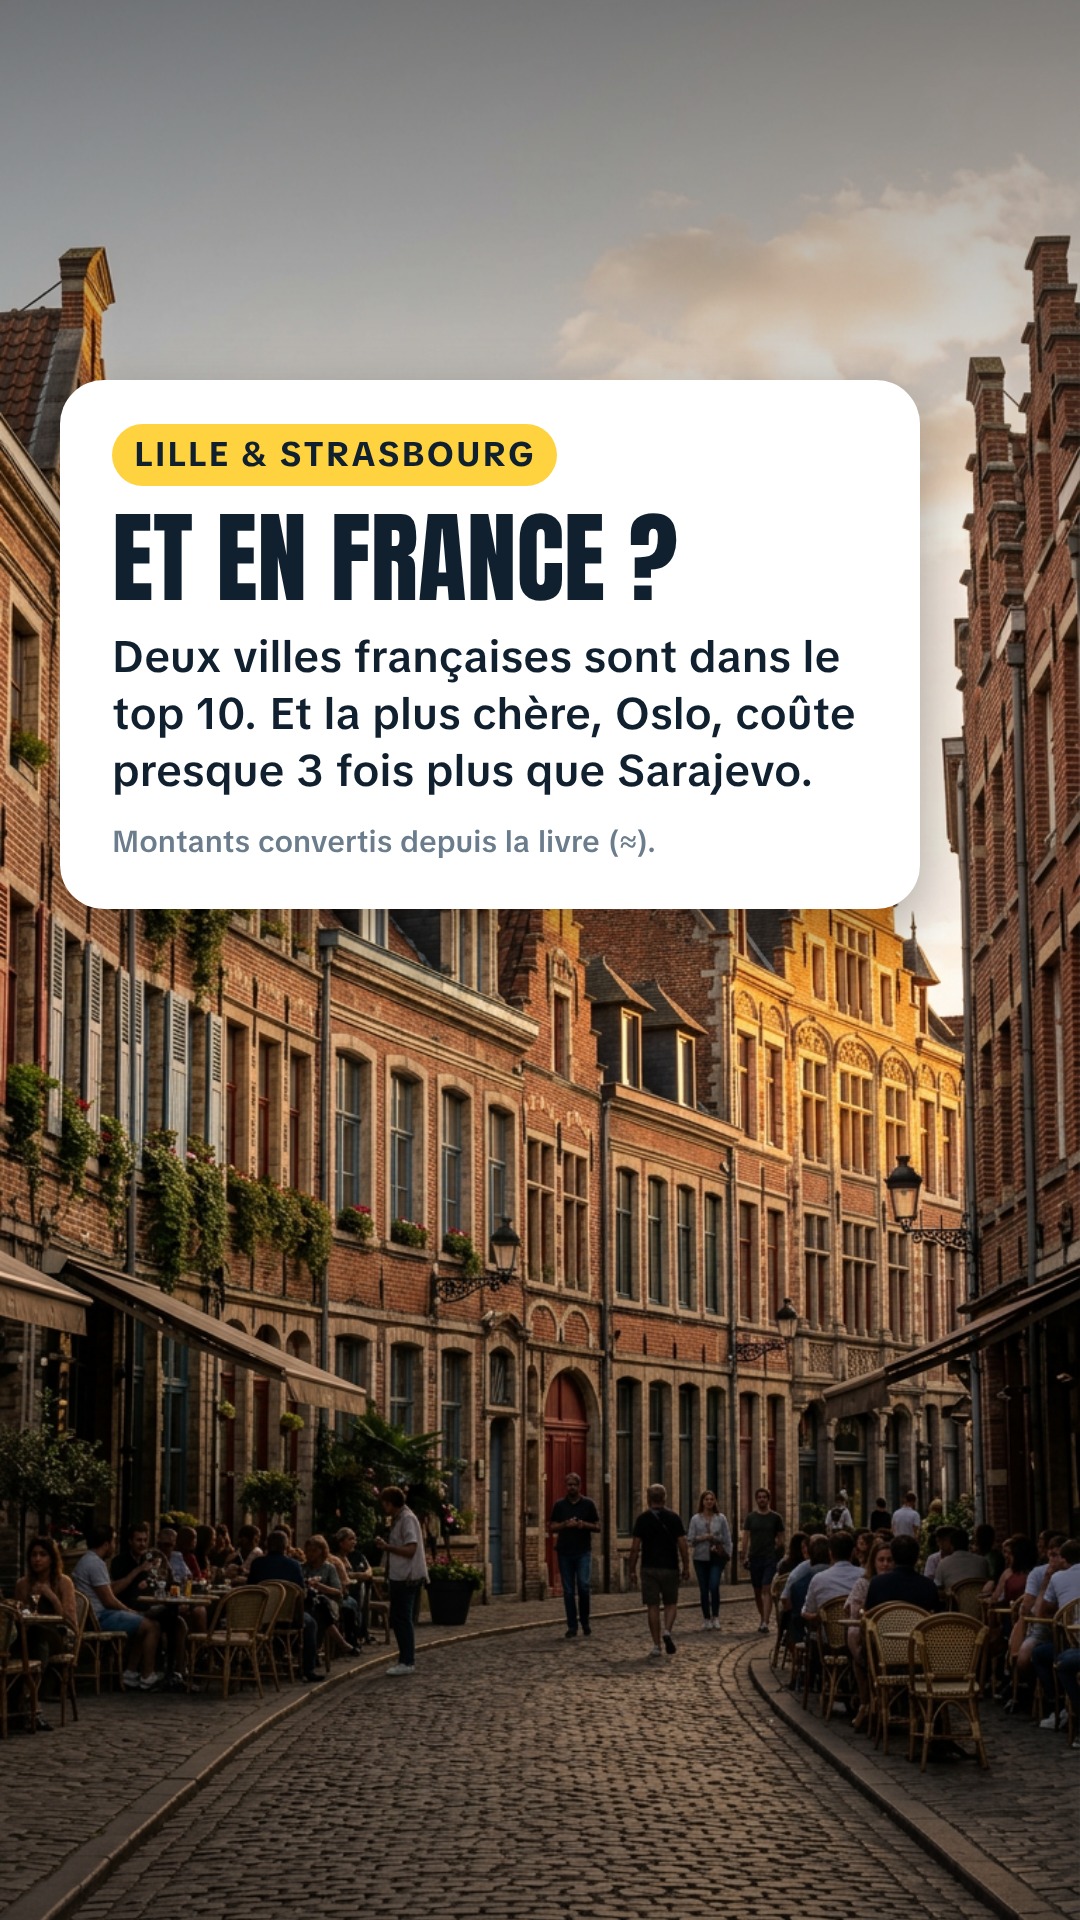 LILLE & STRASBOURG
ET EN FRANCE ?
Deux villes françaises sont dans le
top 10. Et la plus chère, Oslo, coûte
presque 3 fois plus que Sarajevo.
Montants convertis depuis la livre (≈).